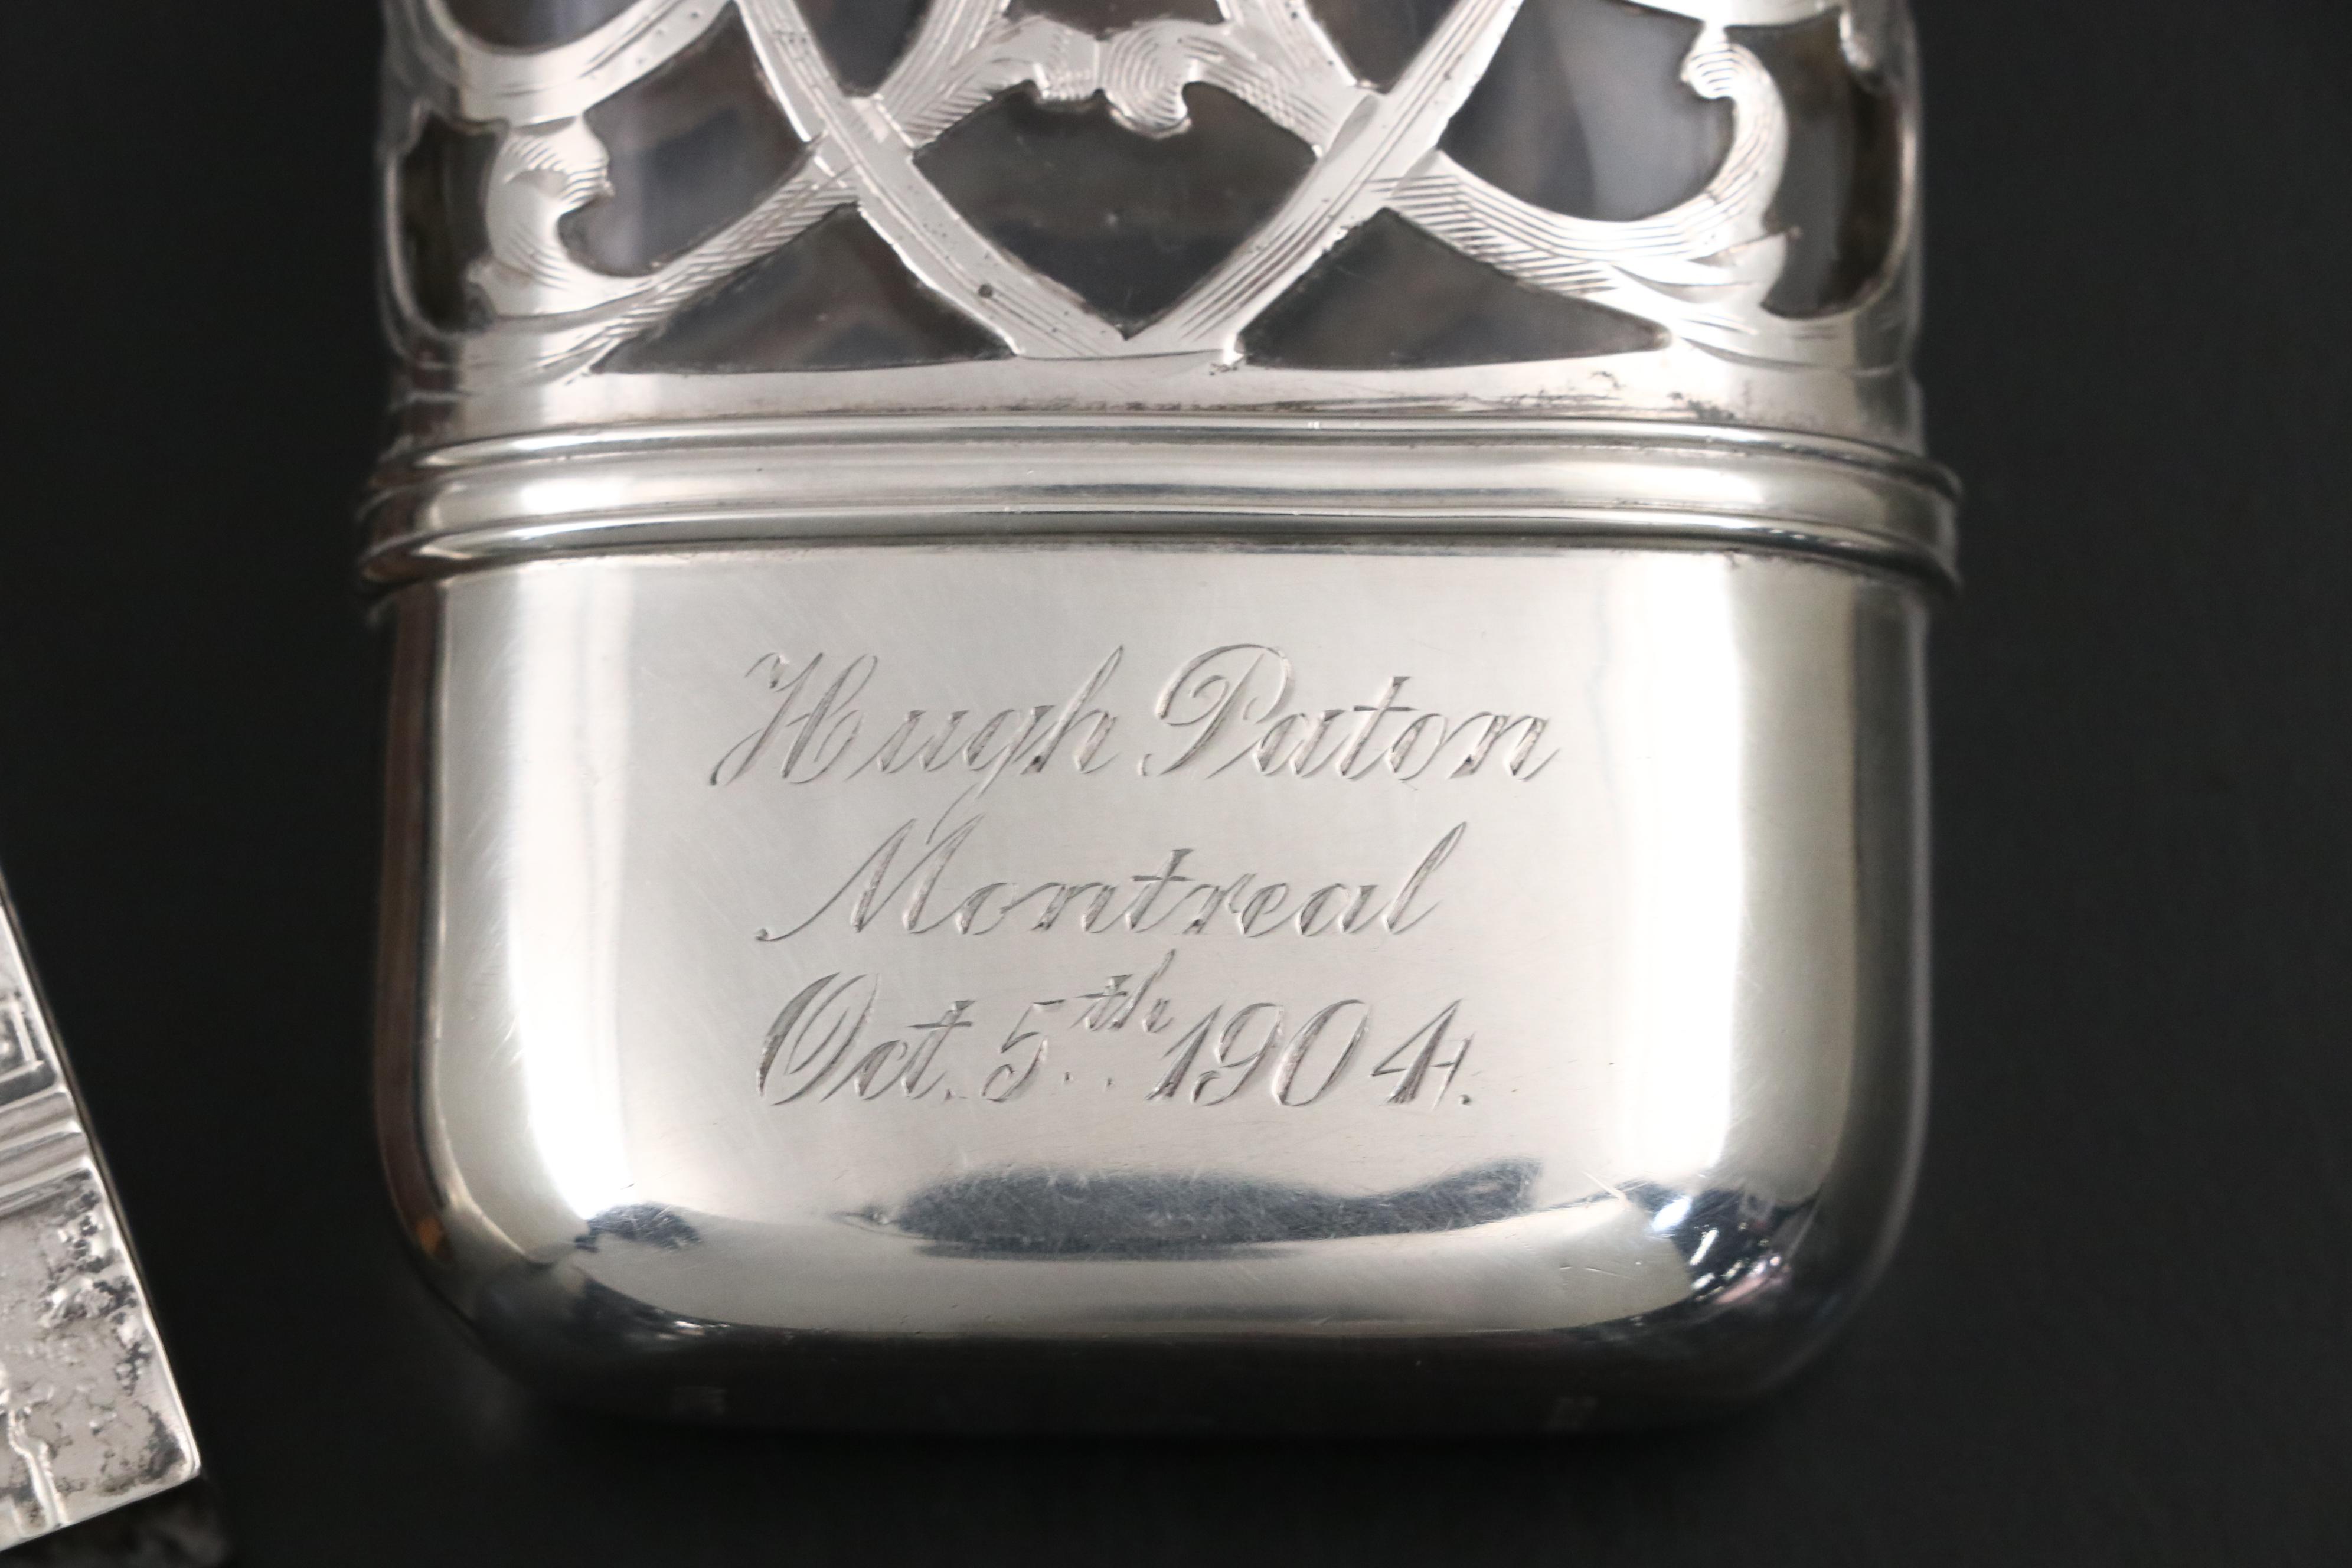 Hugh Paton
Montreal
Oct. 5th 1904.